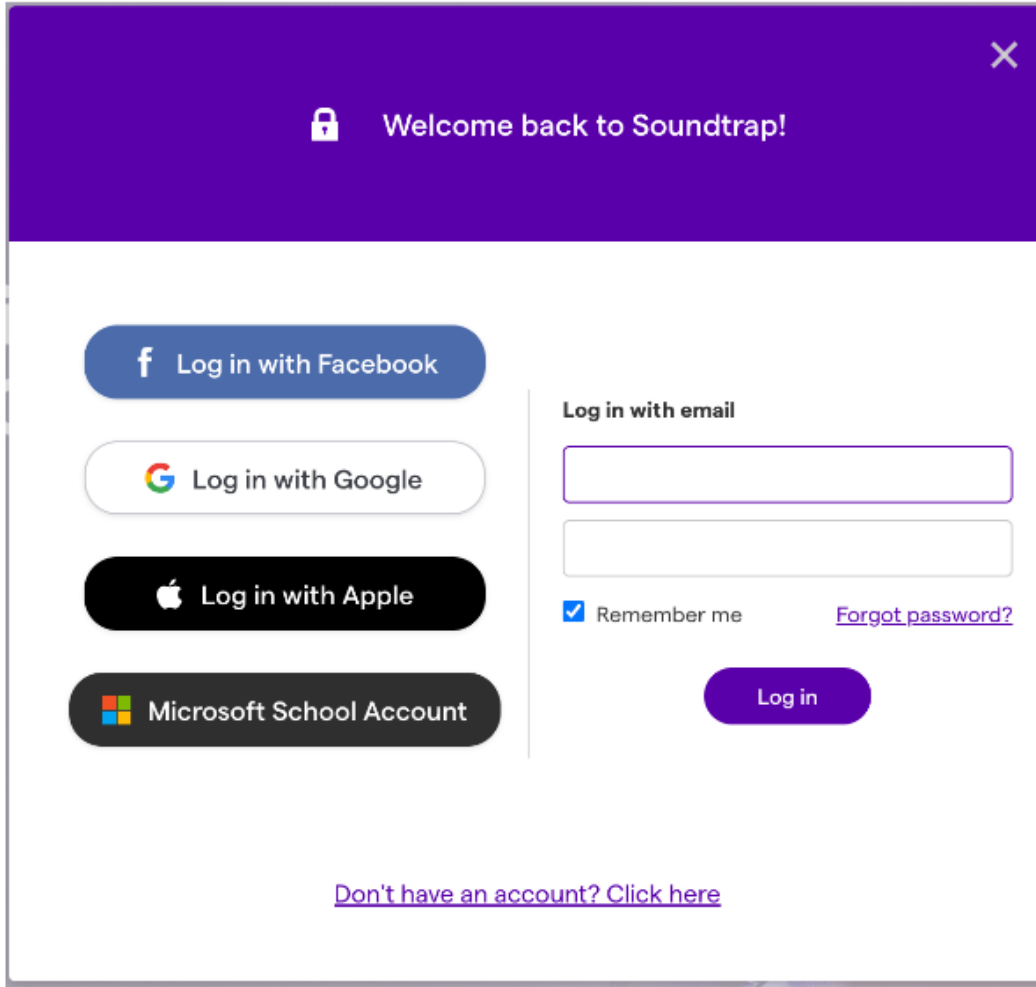 Welcome back to Soundtrap!
f Log in with Facebook
Log in with Google
Log in with Apple
Microsoft School Account
Log in with email
Remember me
Forgot password?
Log in
Don't have an account? Click here